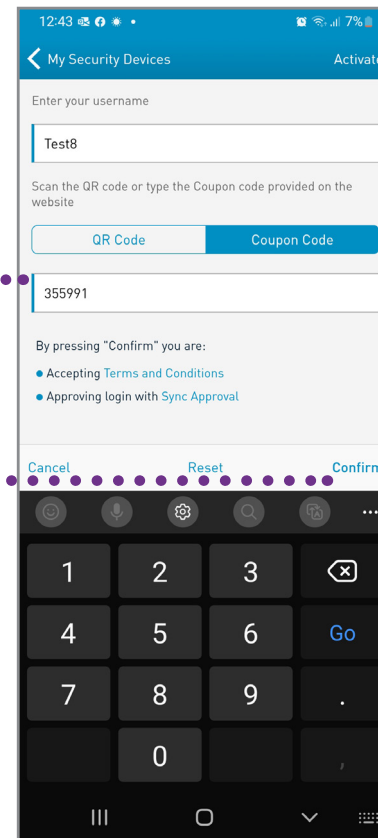 12:43
7%
My Security Devices Activate
Enter your username
Test8
Scan the QR code or type the Coupon code provided on the
website
QR Code Coupon Code
355991
By pressing "Confirm" you are:
• Accepting Terms and Conditions
• Approving login with Sync Approval
Cancel Reset Confirm
1 2 3
4 5 6 Go
7 8 9 .
0 ,